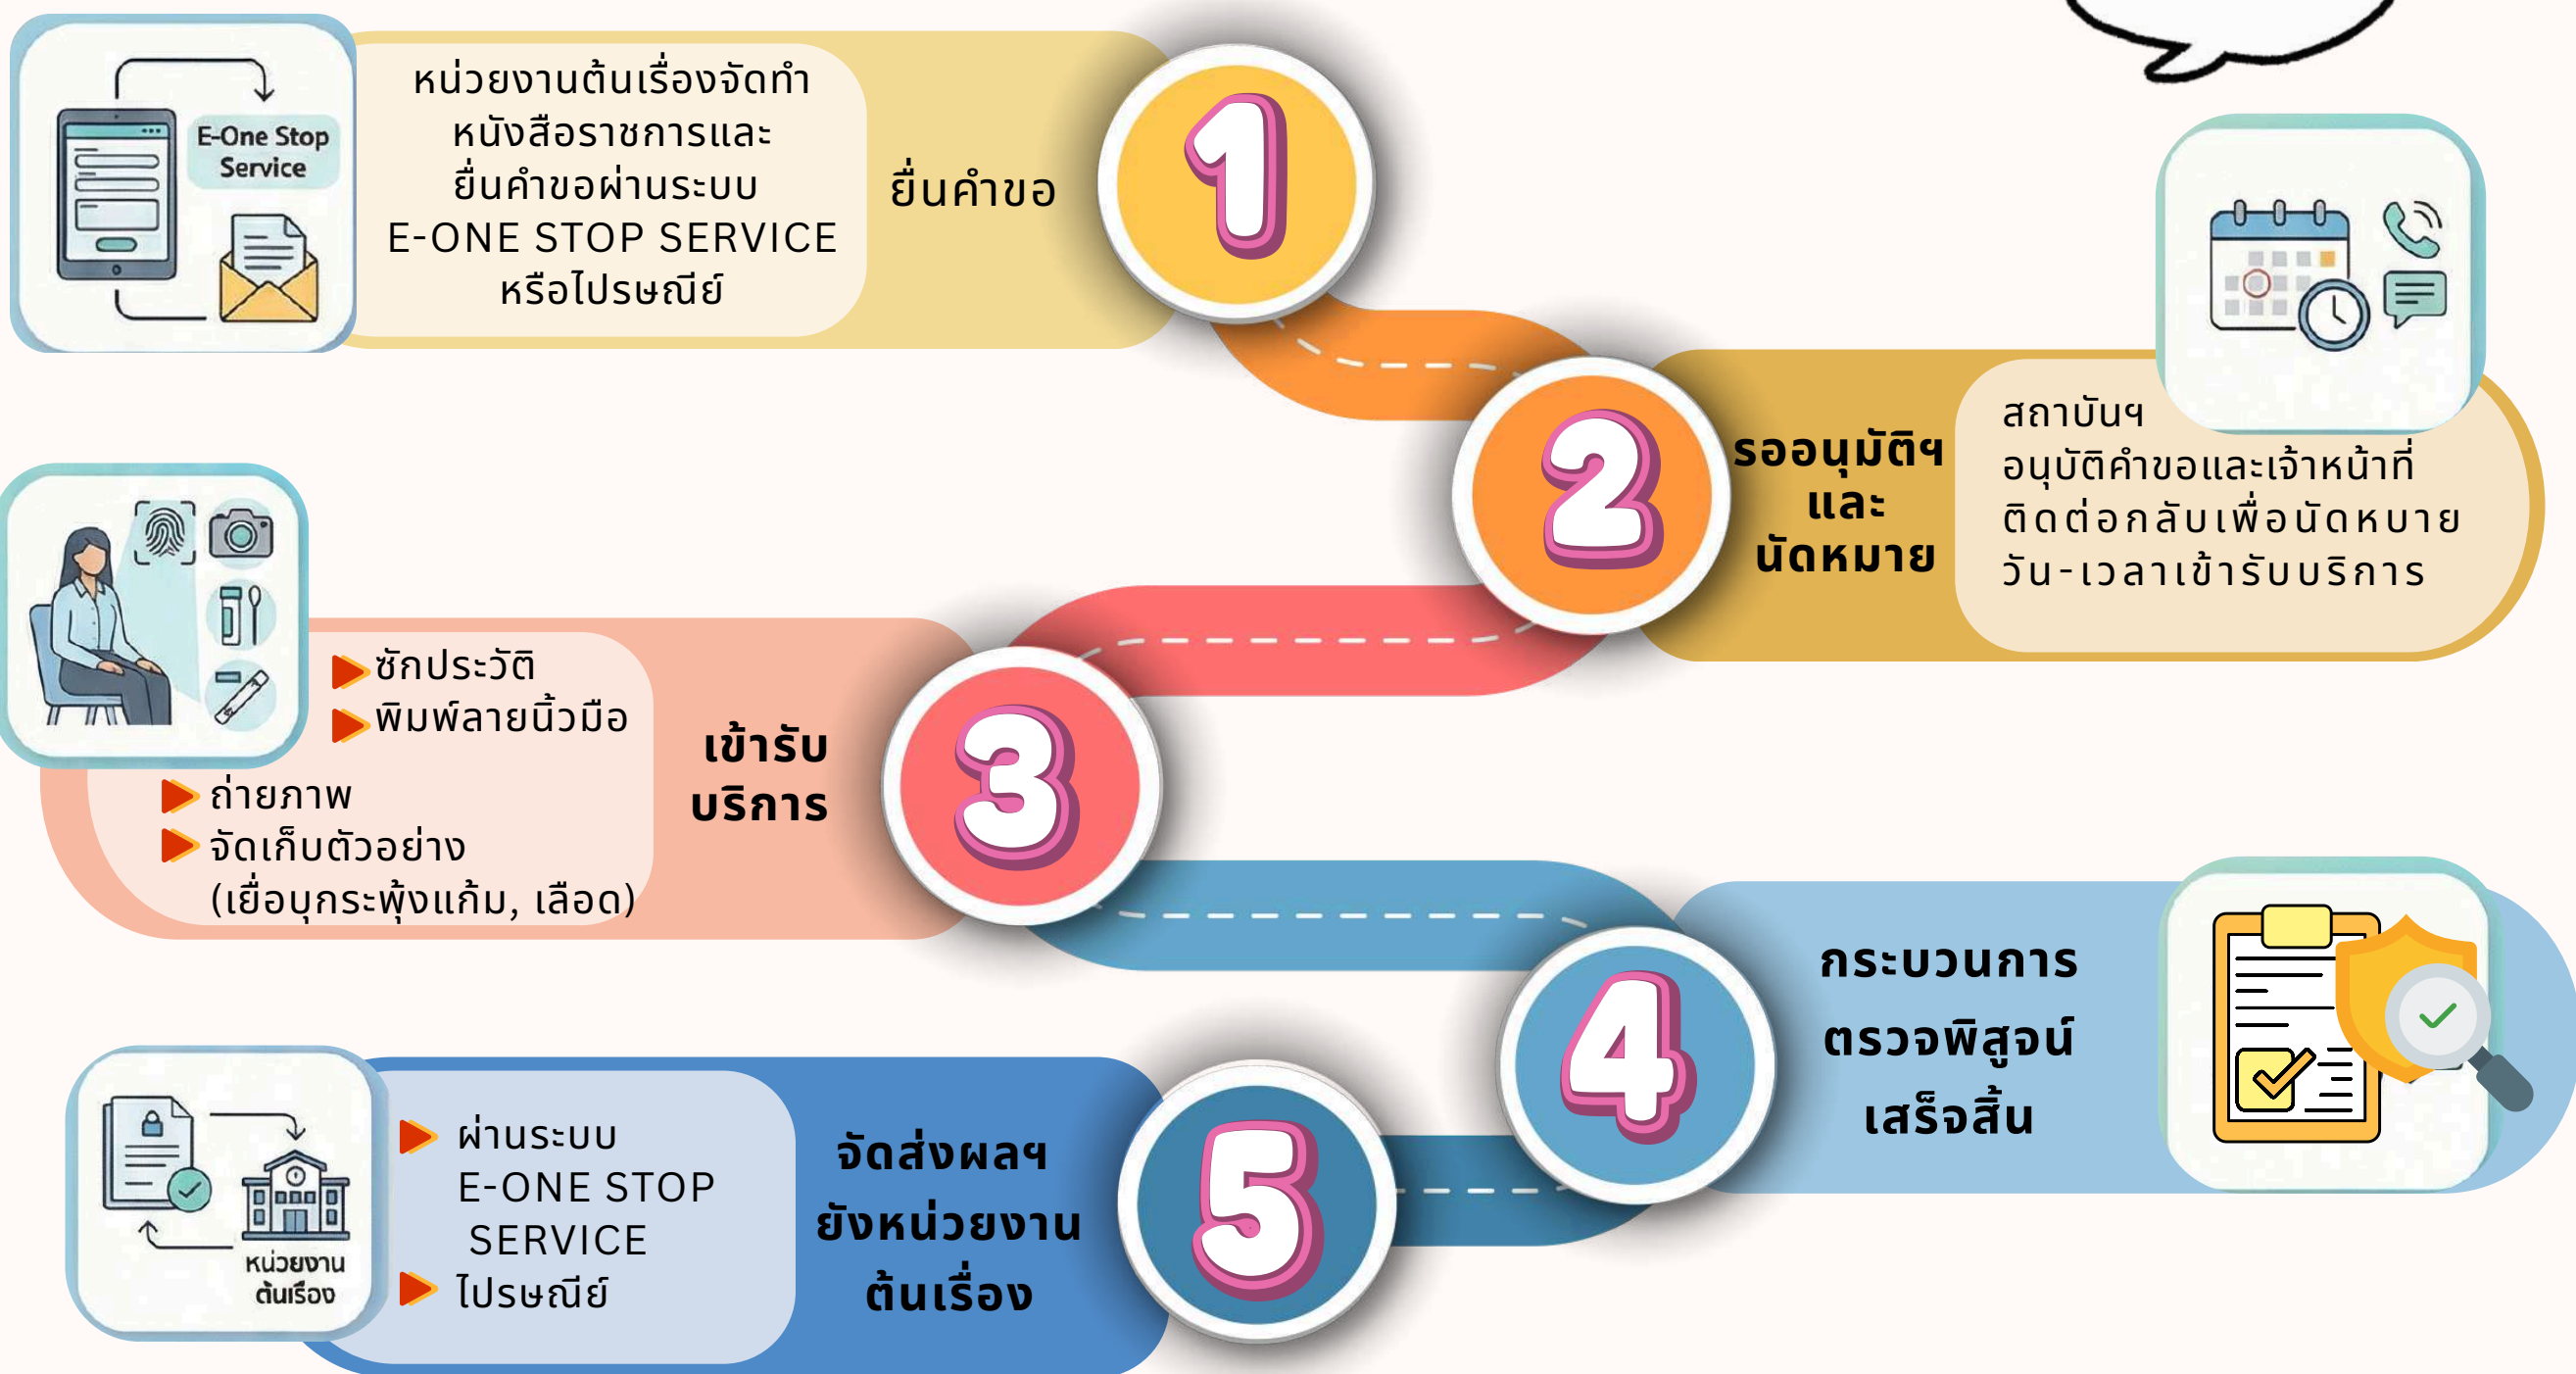 E-One Stop
Service
หน่วยงานต้นเรื่องจัดทำ
หนังสือราชการและ
ยื่นคำขอผ่านระบบ
E-ONE STOP SERVICE
หรือไปรษณีย์
ยื่นคำขอ
1
2
รออนุมัติฯ
และ
นัดหมาย
สถาบันฯ
อนุบัติคำขอและเจ้าหน้าที่
ติดต่อกลับเพื่อนัดหบาย
วัน-เวลาเข้ารับบริการ
ซักประวัติ
พิมพ์ลายนิ้วมือ
ถ่ายภาพ
จัดเก็บตัวอย่าง
(เยื่อบุกระพุ้งแก้ม, เลือด)
เข้ารับ
บริการ
3
4
กระบวนการ
ตรวจพิสูจน์
เสร็จสิ้น
หน่วยงาน
ต้นเรื่อง
ผ่านระบบ
E-ONE STOP
SERVICE
ไปรษณีย์
จัดส่งผลฯ
ยังหน่วยงาน
ต้นเรื่อง
5